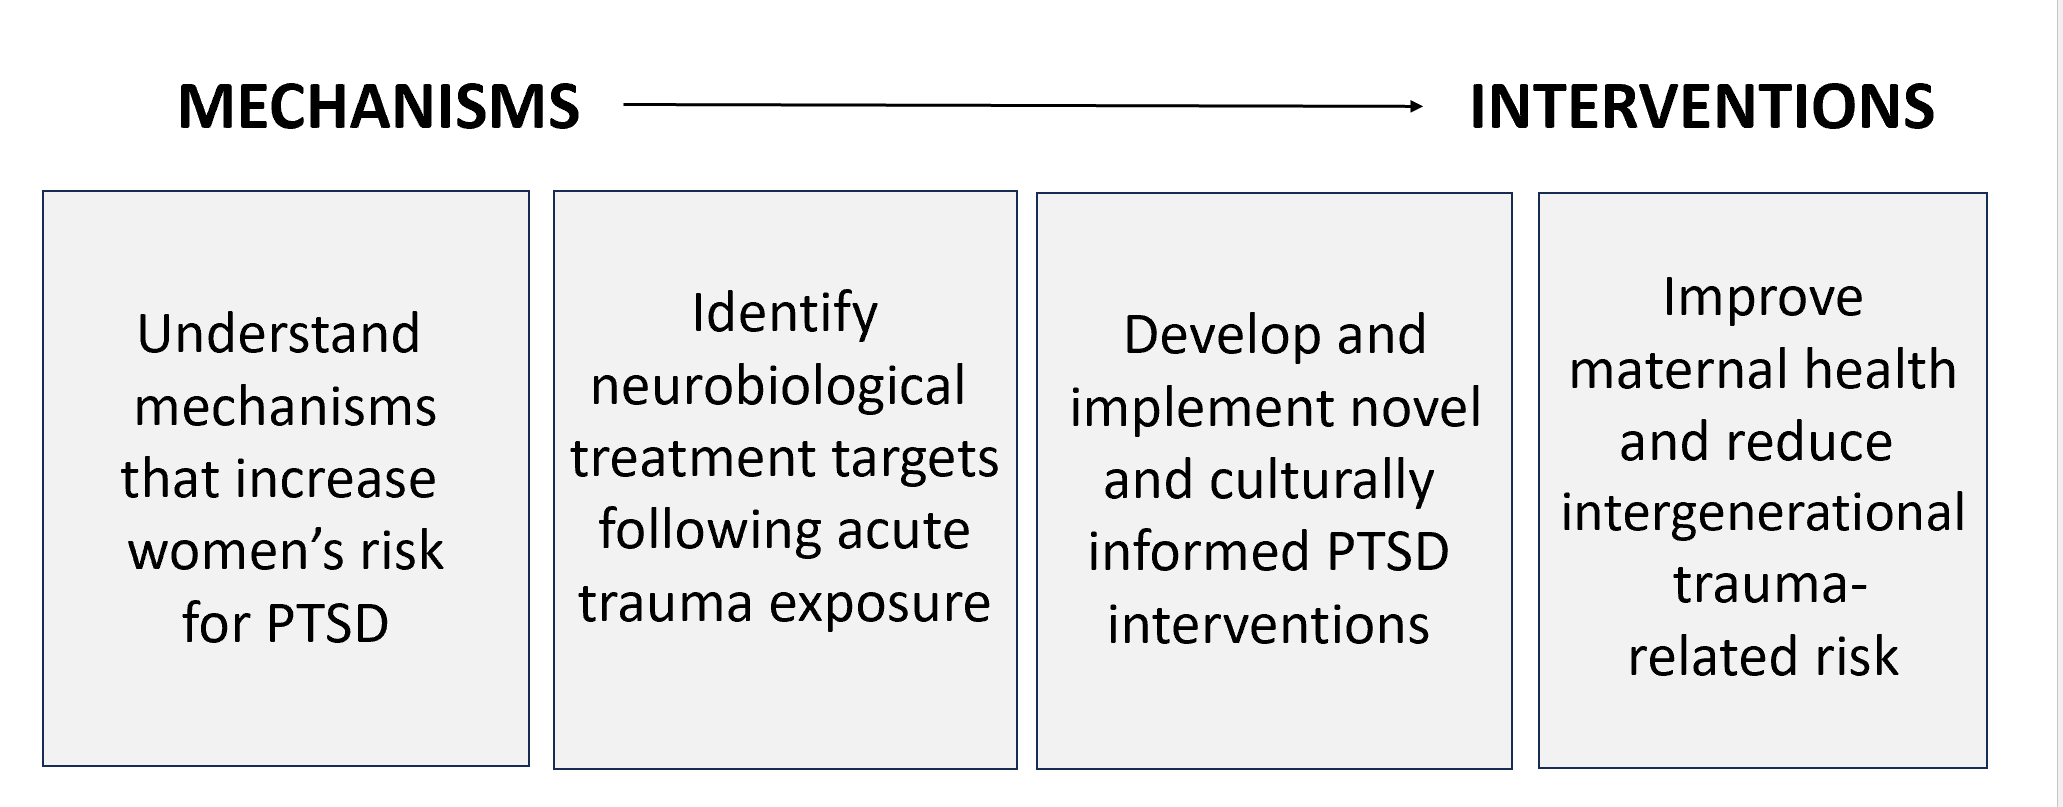 MECHANISMS
INTERVENTIONS
Understand
mechanisms
that increase
women’s risk
for PTSD
Identify
neurobiological
treatment targets
following acute
trauma exposure
Develop and
implement novel
and culturally
informed PTSD
interventions
Improve
maternal health
and reduce
intergenerational
trauma-
related risk